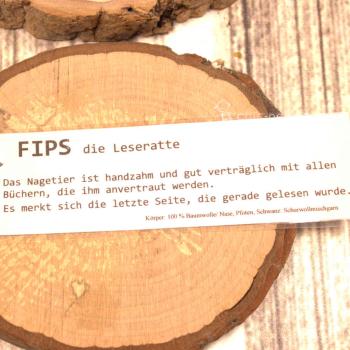 FIPS die Leseratte
Das Nagetier ist handzahm und gut verträglich mit allen
Büchern, die ihm anvertraut werden.
Es merkt sich die letzte Seite, die gerade gelesen wurde.
Körper: 100 % Baumwolle/ Nase, Pfoten, Schwanz: Schurwollmischgarn